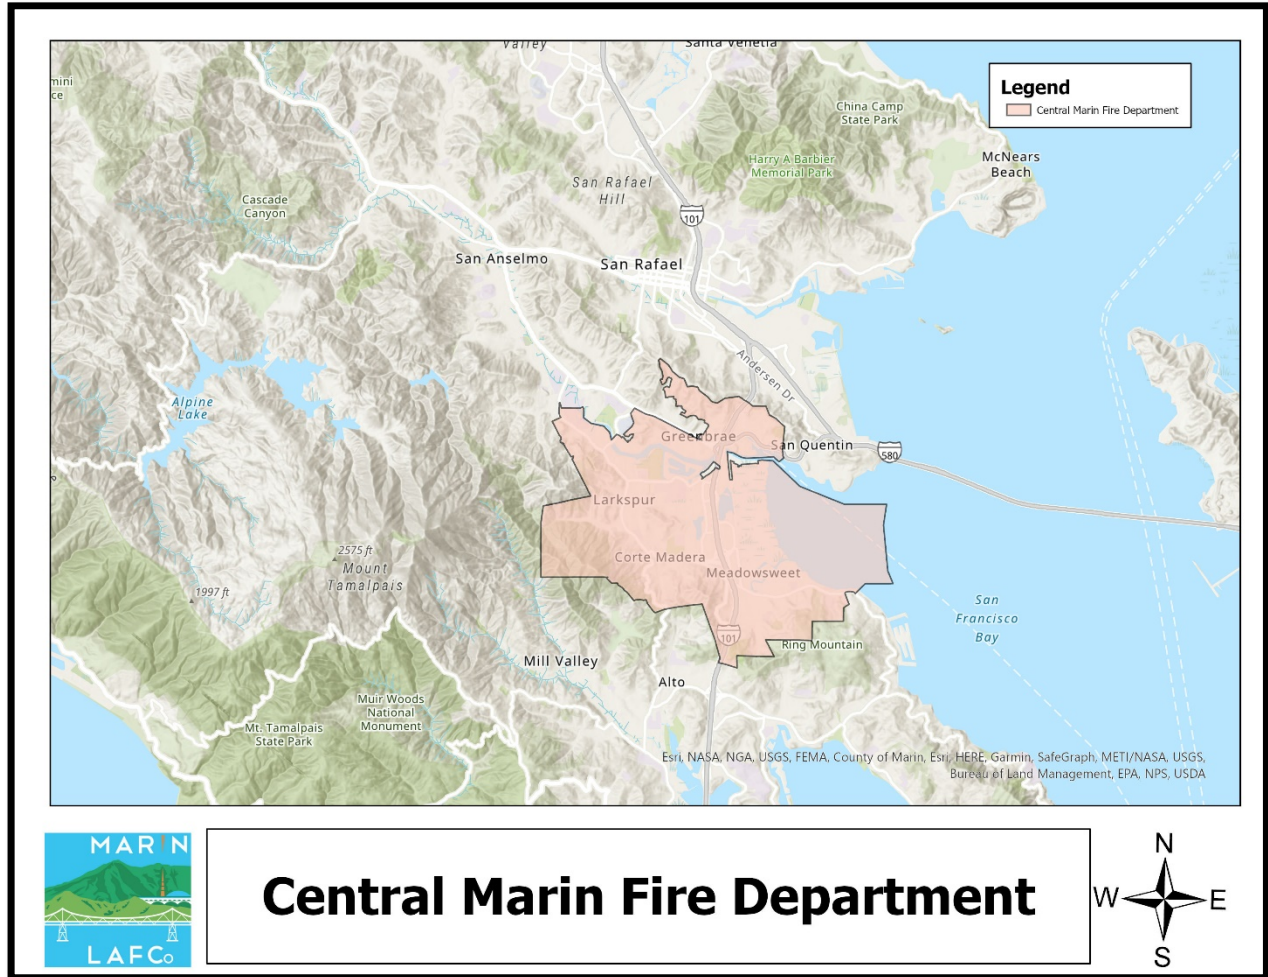 Valley
Santa Venetia
mini
ce
Legend
Central Marin Fire Department
China Camp
State Park
Harry A Barbier
Memorial Park
McNears
Beach
San Rafael
Hill
Cascade
Canyon
101
San Anselmo
San Rafael
Andersen Dr
Alpine
Lake
Greenbrae
San Quentin
580
Larkspur
2575 ft
Mount
Tamalpais
Corte Madera
Meadowsweet
1997 ft
San
Francisco
Bay
101
Ring Mountain
Mill Valley
Alto
Muir Woods
National
Monument
Mt. Tamalpais
State Park
Esri, NASA, NGA, USGS, FEMA, County of Marin, Esri, HERE, Garmin, SafeGraph, METI/NASA, USGS,
Bureau of Land Management, EPA, NPS, USDA
MARIN
LAFCo
Central Marin Fire Department
N
W E
S